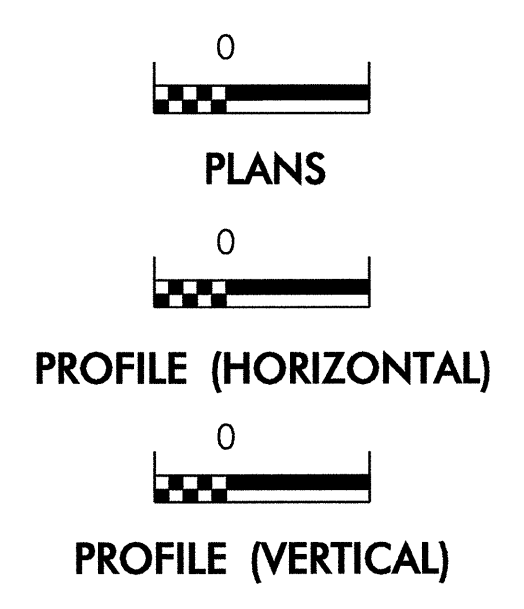 0
PLANS
0
PROFILE (HORIZONTAL)
0
PROFILE (VERTICAL)